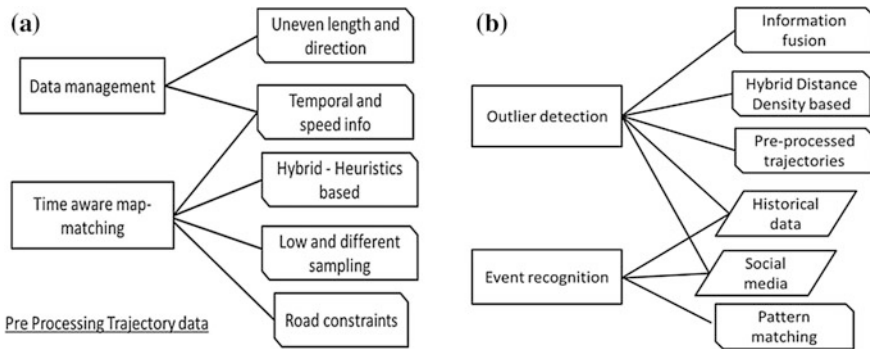 (a)
Uneven length and
direction
Data management
Temporal and
speed info
Hybrid - Heuristics
based
Time aware map-
matching
Low and different
sampling
Road constraints
Pre Processing Trajectory data
(b)
Information
fusion
Hybrid Distance
Density based
Outlier detection
Pre-processed
trajectories
Historical
data
Event recognition
Social
media
Pattern
matching